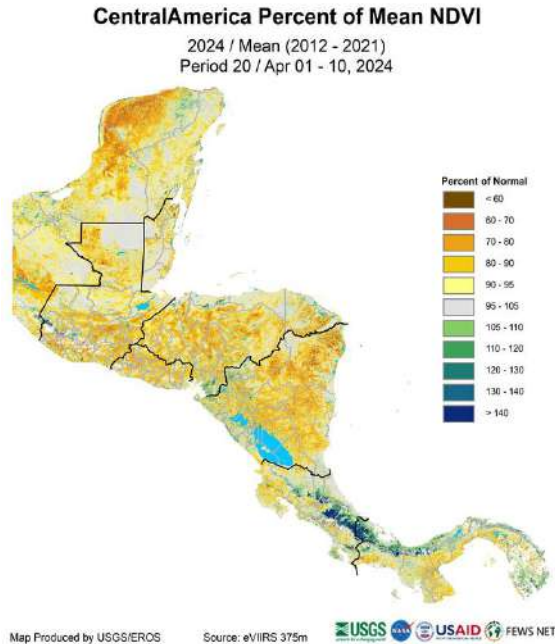 CentralAmerica Percent of Mean NDVI
2024 / Mean (2012 - 2021)
Period 20 / Apr 01 - 10, 2024
Percent of Normal
< 60
60 - 70
70 - 80
80 - 90
90 - 95
95 - 105
105 - 110
110 - 120
120 - 130
130 - 140
> 140
Map Produced by USGS/EROS
Source: eVIIRS 375m
USGS
NASA
USAID
FEWS NET